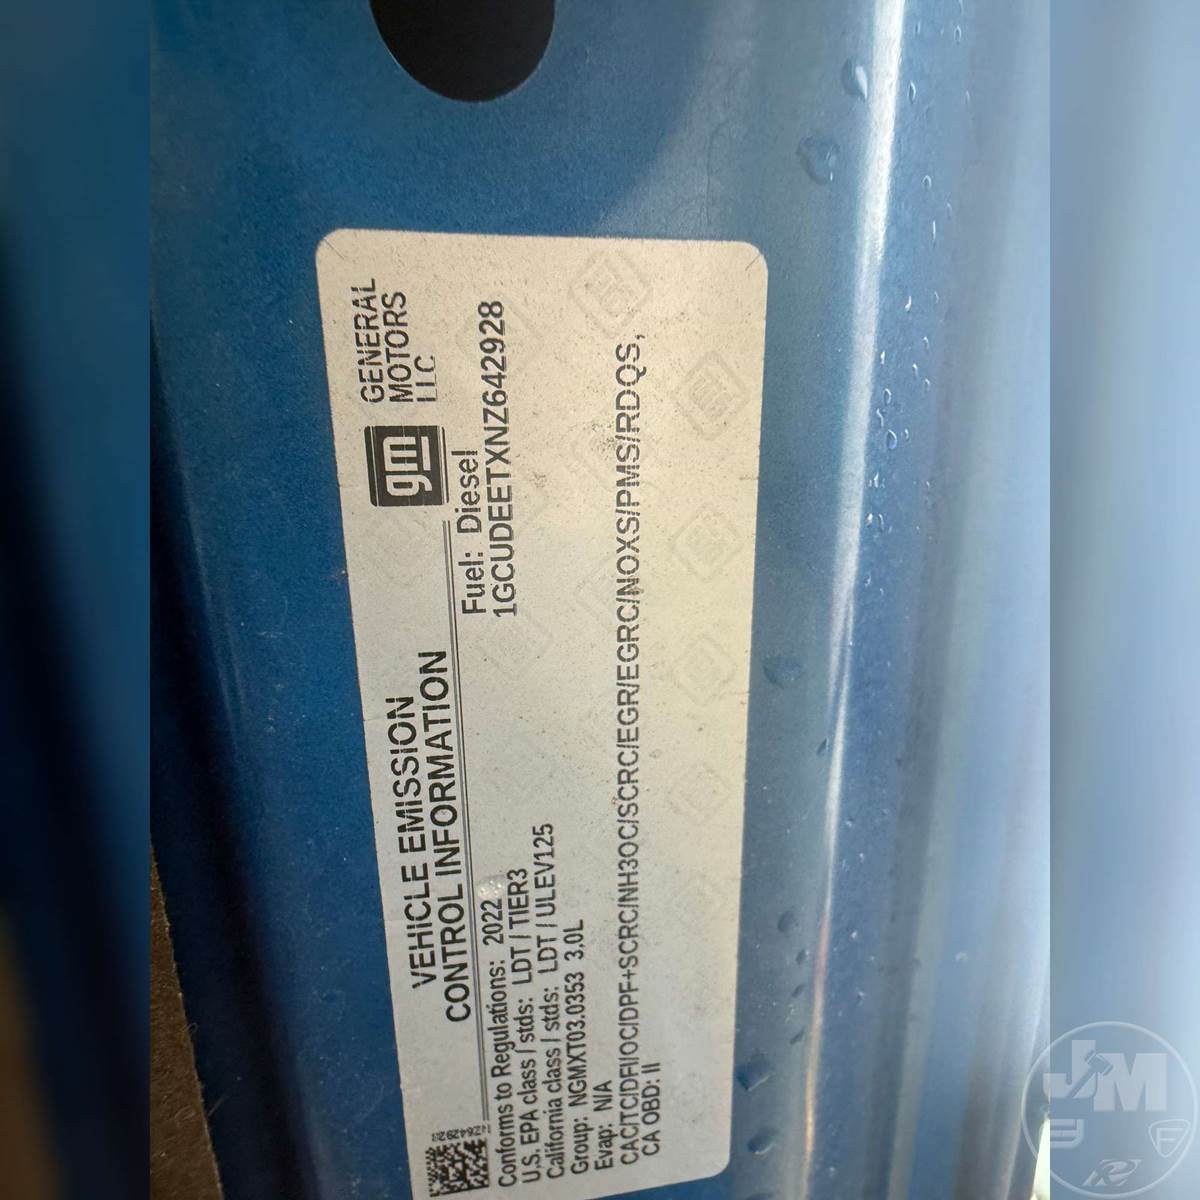 VEHICLE EMISSION
CONTROL INFORMATION
gm
GENERAL
MOTORS
LLC
Fuel: Diesel
1GCUDEETXNZ642928
NZ642928
Conforms to Regulations: 2022
U.S. EPA class / stds: LDT / TIER3
California class / stds: LDT / ULEV125
Group: NGMXT03.0353 3.0L
Evap: N/A
CAC/TC/DFI/OC/DPF+SCRC/NH3OC/SCRC/EGR/EGRC/NOXS/PMS/RDQS,
CA OBD: II
JM
F